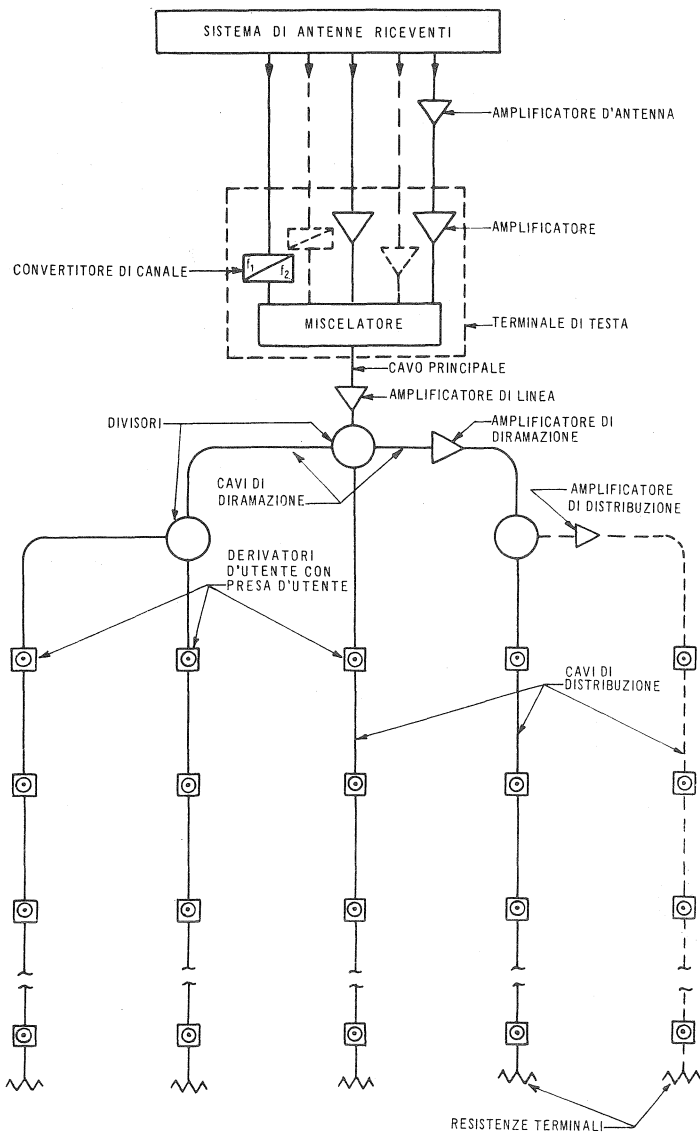 SISTEMA DI ANTENNE RICEVENTI
AMPLIFICATORE D'ANTENNA
AMPLIFICATORE
CONVERTITORE DI CANALE
f1 f2
MISCELATORE
TERMINALE DI TESTA
CAVO PRINCIPALE
AMPLIFICATORE DI LINEA
DIVISORI
AMPLIFICATORE DI
DIRAMAZIONE
CAVI DI
DIRAMAZIONE
AMPLIFICATORE
DI DISTRIBUZIONE
DERIVATORI
D'UTENTE CON
PRESA D'UTENTE
CAVI DI
DISTRIBUZIONE
RESISTENZE TERMINALI